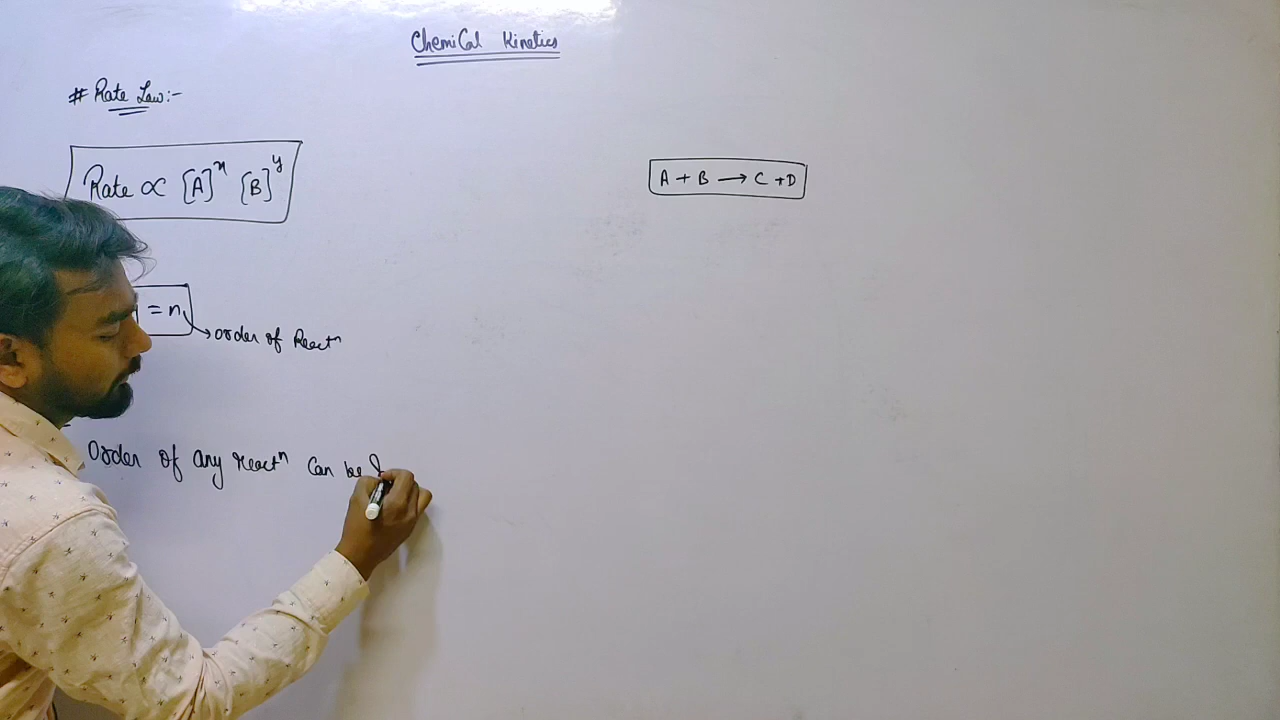 Chemical Kinetics
# Rate Law:-
Rate ∝ [A]ˣ [B]ʸ
A + B → C + D
= n
→ order of Reactⁿ
Order of any reactⁿ can be